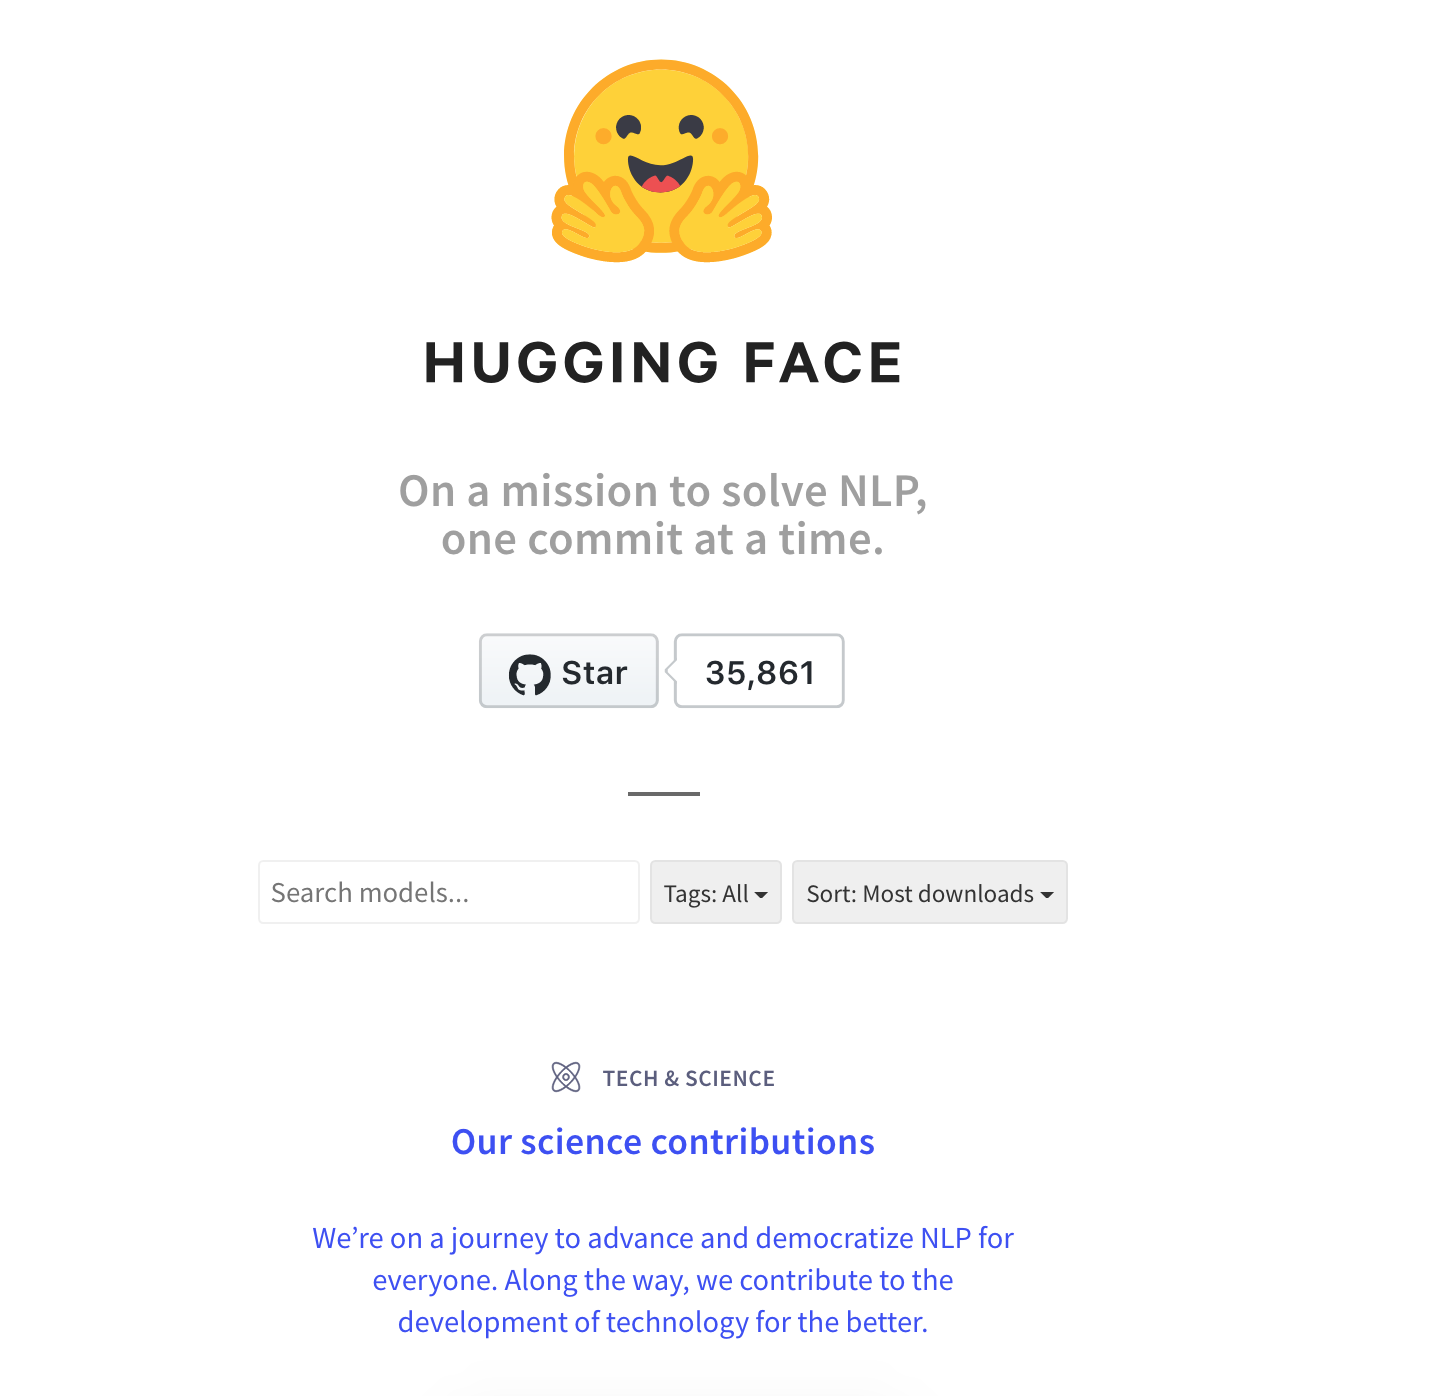 HUGGING FACE
On a mission to solve NLP,
one commit at a time.
Star 35,861
Search models...
Tags: All
Sort: Most downloads
TECH & SCIENCE
Our science contributions
We’re on a journey to advance and democratize NLP for
everyone. Along the way, we contribute to the
development of technology for the better.